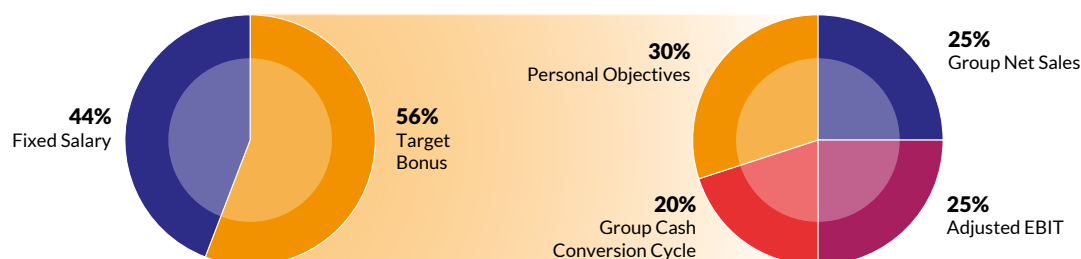 44%
Fixed Salary
56%
Target
Bonus
30%
Personal Objectives
20%
Group Cash
Conversion Cycle
25%
Group Net Sales
25%
Adjusted EBIT